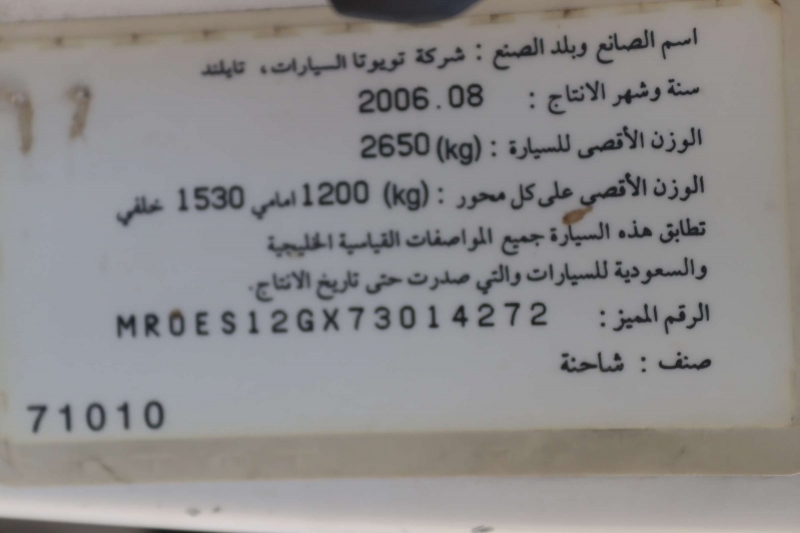 اسم الصانع وبلد الصنع : شركة تويوتا السيارات، تايلند
سنة وشهر الانتاج : 2006.08
الوزن الأقصى للسيارة : (kg) 2650
الوزن الأقصى على كل محور : (kg) 1200 امامي 1530 خلفي
تطابق هذه السيارة جميع المواصفات القياسية الخليجية
والسعودية للسيارات والتي صدرت حتى تاريخ الانتاج.
الرقم المميز : MR0ES12GX73014272
صنف : شاحنة
71010